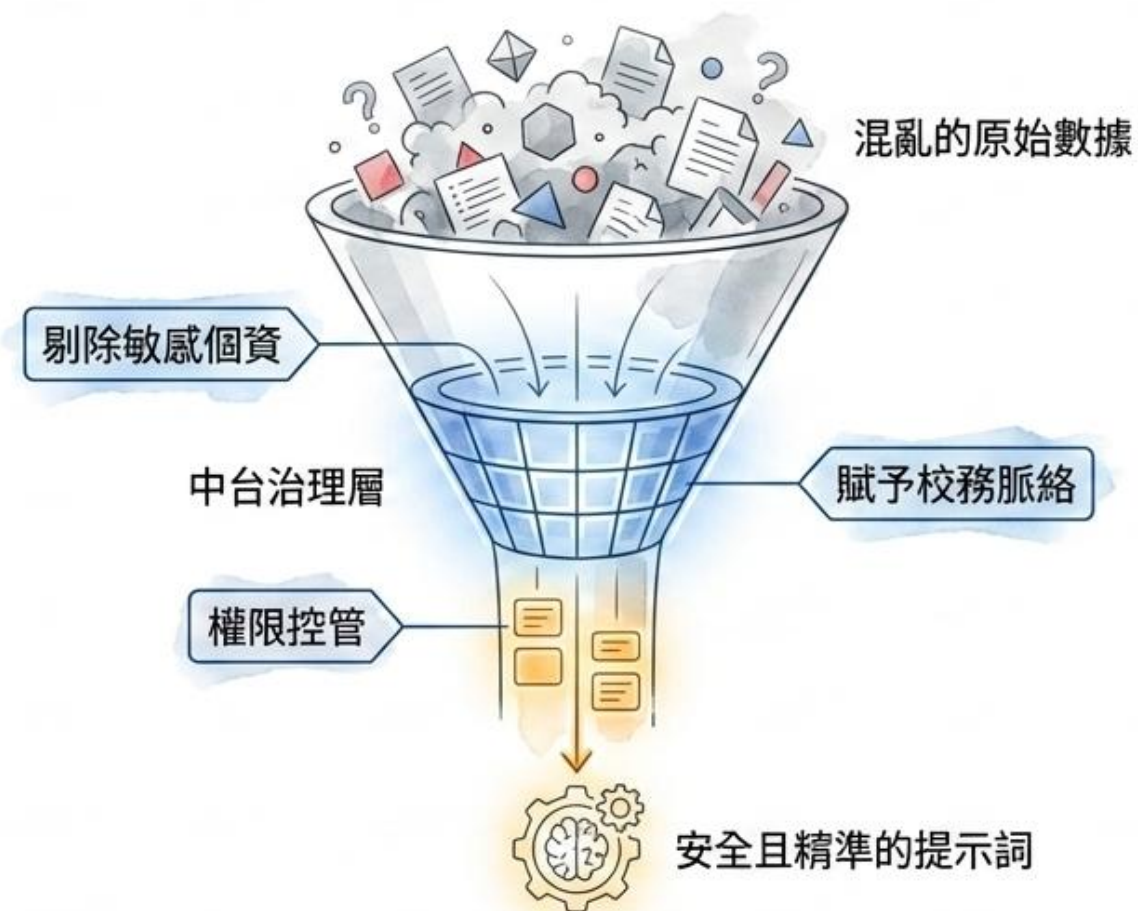 混亂的原始數據
剔除敏感個資
中台治理層
賦予校務脈絡
權限控管
安全且精準的提示詞